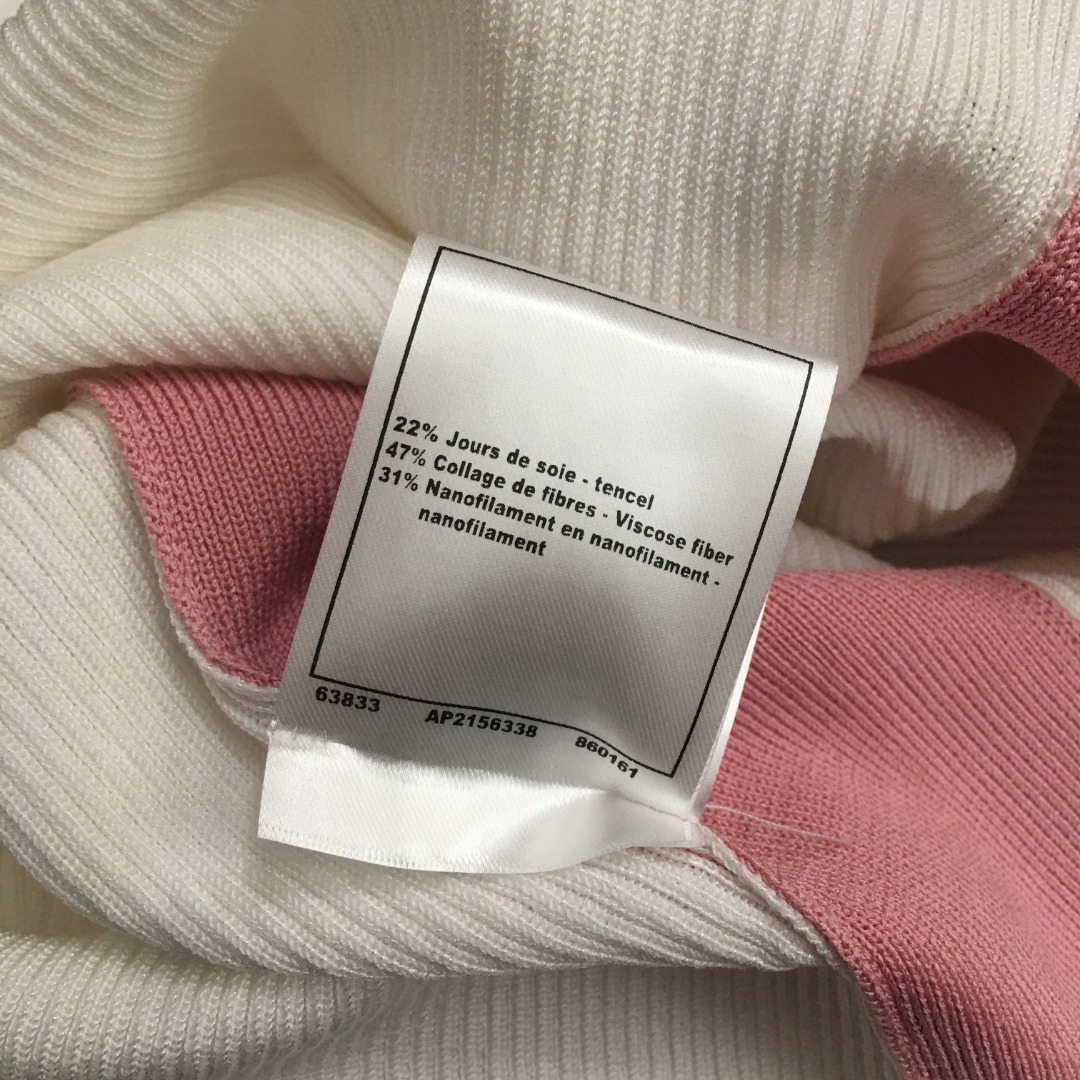 22% Jours de soie - tencel
47% Collage de fibres - Viscose fiber
31% Nanofilament en nanofilament -
nanofilament
63833 AP2156338 860161